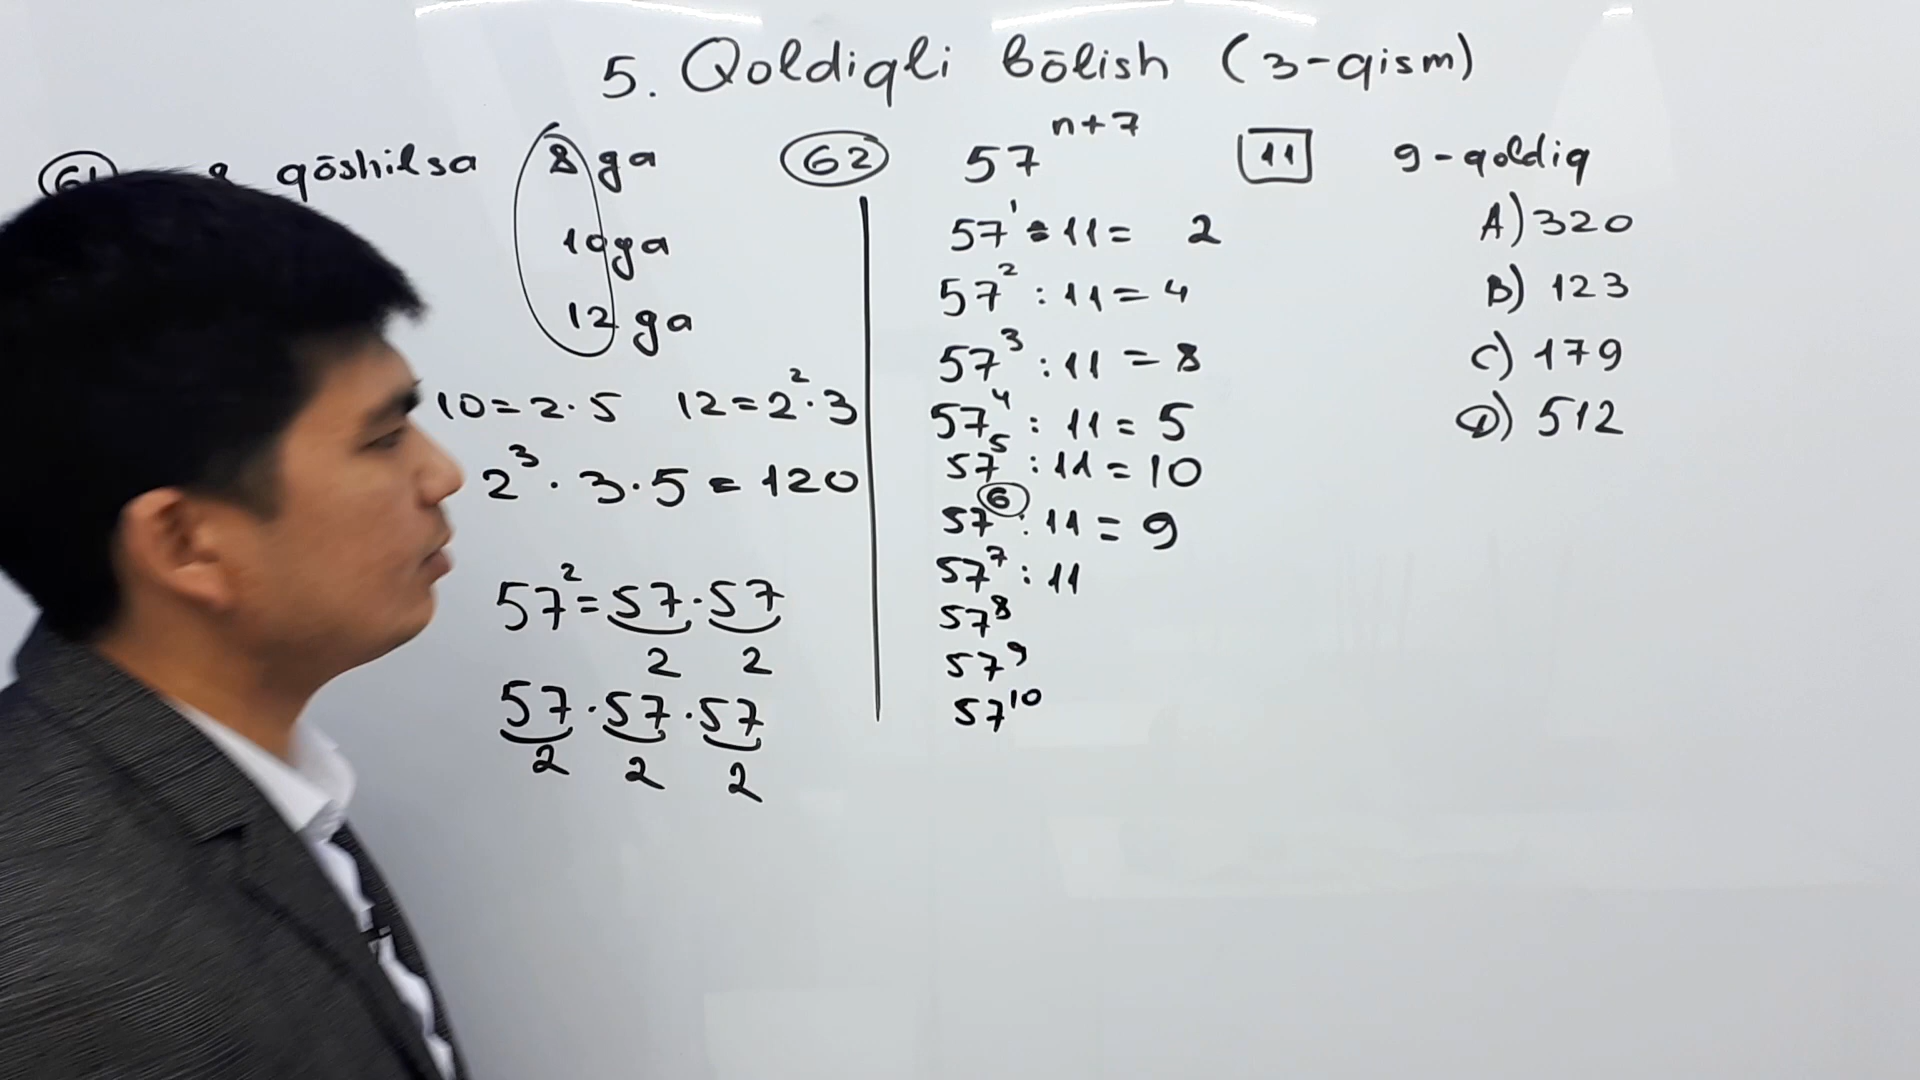 5. Qoldiqli bōlish (3-qism)
qōshilsa 8 ga
10 ga
12 ga
10=2·5 12=2²·3
2³·3·5=120
57²=57·57
2 2
57·57·57
2 2 2
62 57ⁿ⁺⁷ 11 9-qoldiq
57¹:11= 2
57²:11=4
57³:11=8
57⁴:11=5
57⁵:11=10
57⁶:11=9
57⁷:11
57⁸
57⁹
57¹⁰
A) 320
B) 123
C) 179
D) 512